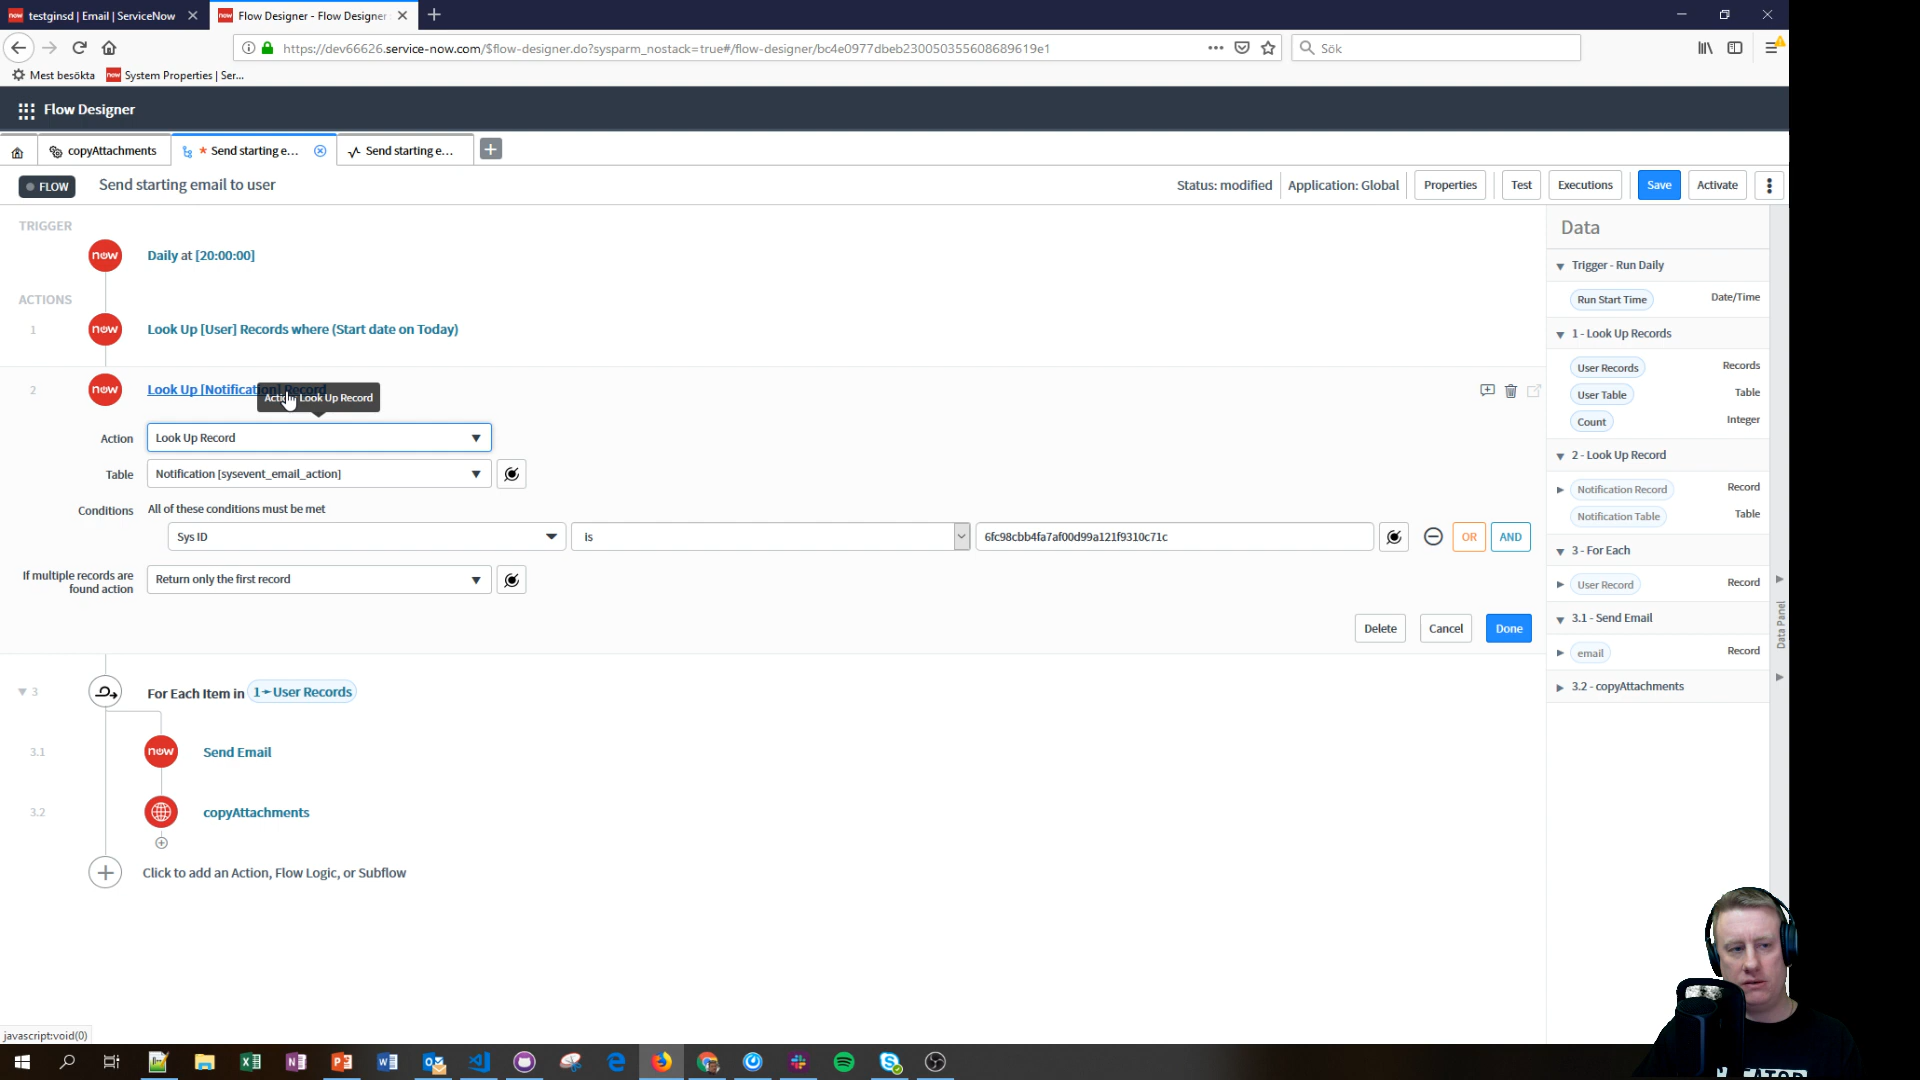 testginsd | Email | ServiceNow
Flow Designer - Flow Designer
https://dev66626.service-now.com/$flow-designer.do?sysparm_nostack=true#/flow-designer/bc4e0977dbeb230050355608689619e1
Sök
Mest besökta
System Properties | Ser...
Flow Designer
copyAttachments
* Send starting e...
Send starting e...
FLOW
Send starting email to user
Status: modified
Application: Global
Properties
Test
Executions
Save
Activate
TRIGGER
now
Daily at [20:00:00]
ACTIONS
1
now
Look Up [User] Records where (Start date on Today)
2
now
Look Up [Notification] Record
Action: Look Up Record
Action
Look Up Record
Table
Notification [sysevent_email_action]
Conditions
All of these conditions must be met
Sys ID
is
6fc98cbb4fa7af00d99a121f9310c71c
OR
AND
If multiple records are found action
Return only the first record
Delete
Cancel
Done
3
For Each Item in
1➛User Records
3.1
now
Send Email
3.2
copyAttachments
Click to add an Action, Flow Logic, or Subflow
Data
Trigger - Run Daily
Run Start Time
Date/Time
1 - Look Up Records
User Records
Records
User Table
Table
Count
Integer
2 - Look Up Record
Notification Record
Record
Notification Table
Table
3 - For Each
User Record
Record
3.1 - Send Email
email
Record
3.2 - copyAttachments
Data Panel
javascript:void(0)